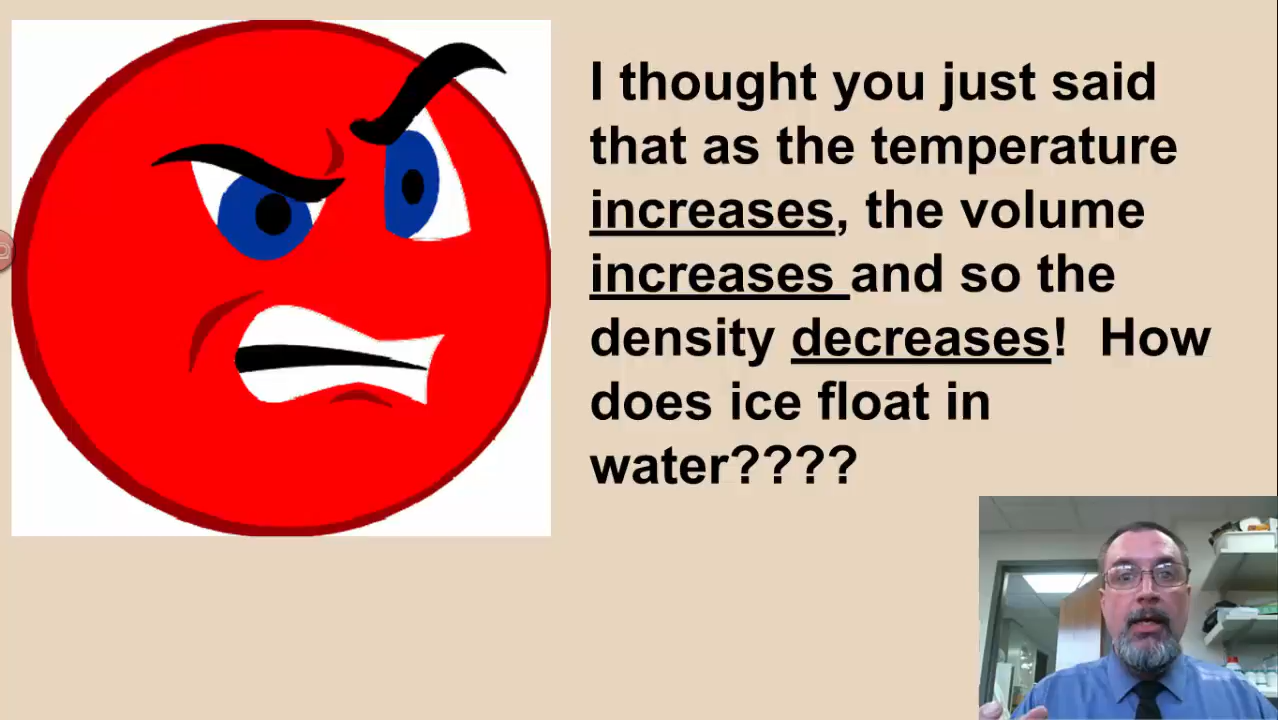 I thought you just said
that as the temperature
increases, the volume
increases and so the
density decreases!  How
does ice float in
water????